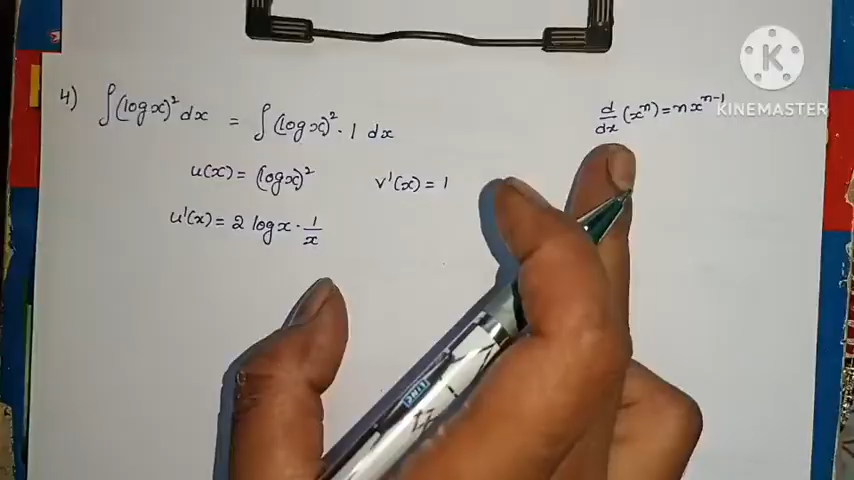 4) ∫(log x)² dx = ∫(log x)² · 1 dx
d/dx (xⁿ) = n xⁿ⁻¹
u(x) = (log x)² v'(x) = 1
u'(x) = 2 log x · 1/x
K
KINEMASTER
LINC